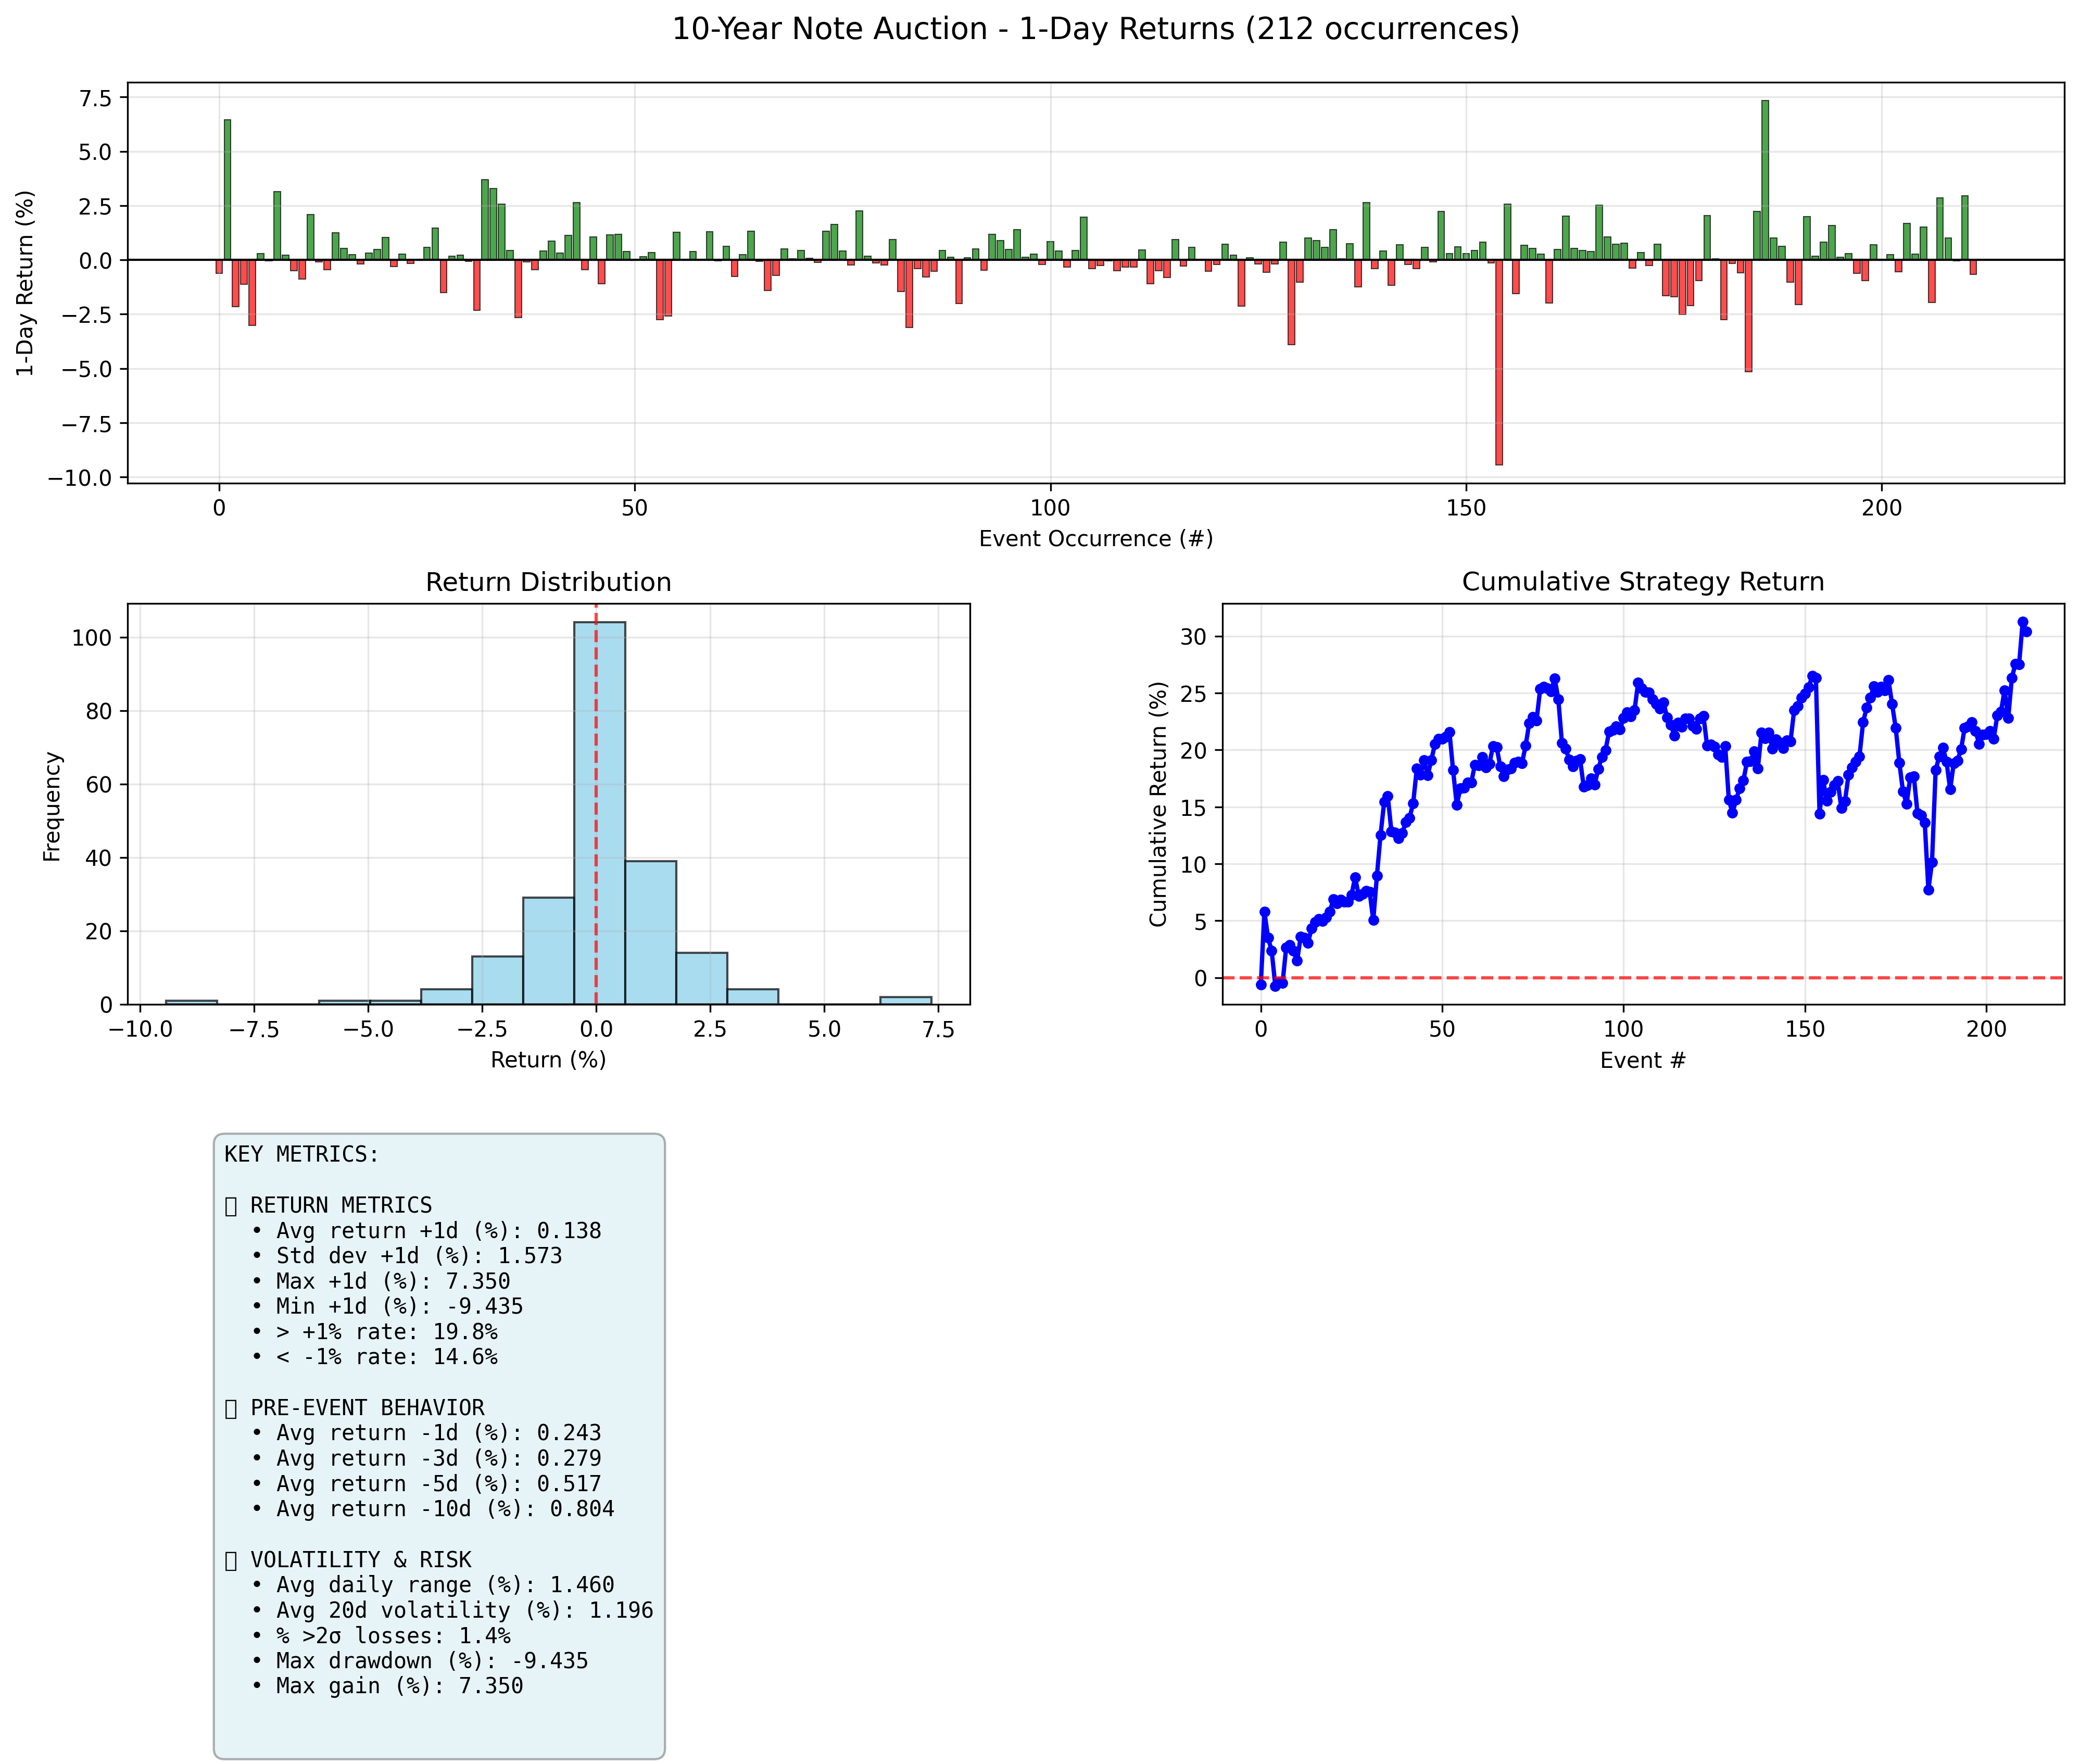 10-Year Note Auction - 1-Day Returns (212 occurrences)
1-Day Return (%)
7.5
5.0
2.5
0.0
−2.5
−5.0
−7.5
−10.0
0
50
100
150
200
Event Occurrence (#)
Return Distribution
Frequency
100
80
60
40
20
0
−10.0
−7.5
−5.0
−2.5
0.0
2.5
5.0
7.5
Return (%)
Cumulative Strategy Return
Cumulative Return (%)
30
25
20
15
10
5
0
0
50
100
150
200
Event #
KEY METRICS:
RETURN METRICS
• Avg return +1d (%): 0.138
• Std dev +1d (%): 1.573
• Max +1d (%): 7.350
• Min +1d (%): -9.435
• > +1% rate: 19.8%
• < -1% rate: 14.6%
PRE-EVENT BEHAVIOR
• Avg return -1d (%): 0.243
• Avg return -3d (%): 0.279
• Avg return -5d (%): 0.517
• Avg return -10d (%): 0.804
VOLATILITY & RISK
• Avg daily range (%): 1.460
• Avg 20d volatility (%): 1.196
• % >2σ losses: 1.4%
• Max drawdown (%): -9.435
• Max gain (%): 7.350